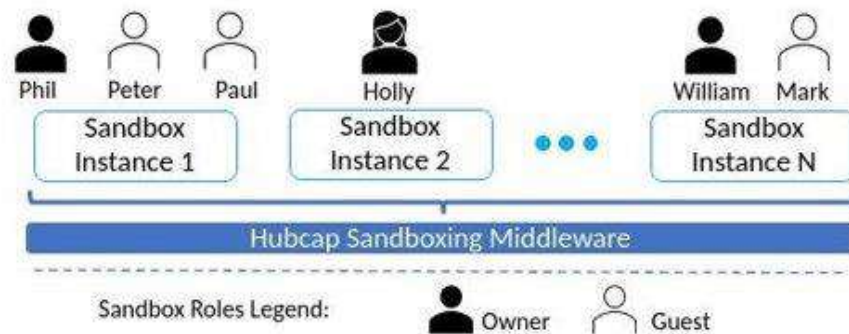 Phil Peter Paul Holly William Mark
Sandbox Instance 1
Sandbox Instance 2
Sandbox Instance N
Hubcap Sandboxing Middleware
Sandbox Roles Legend: Owner Guest